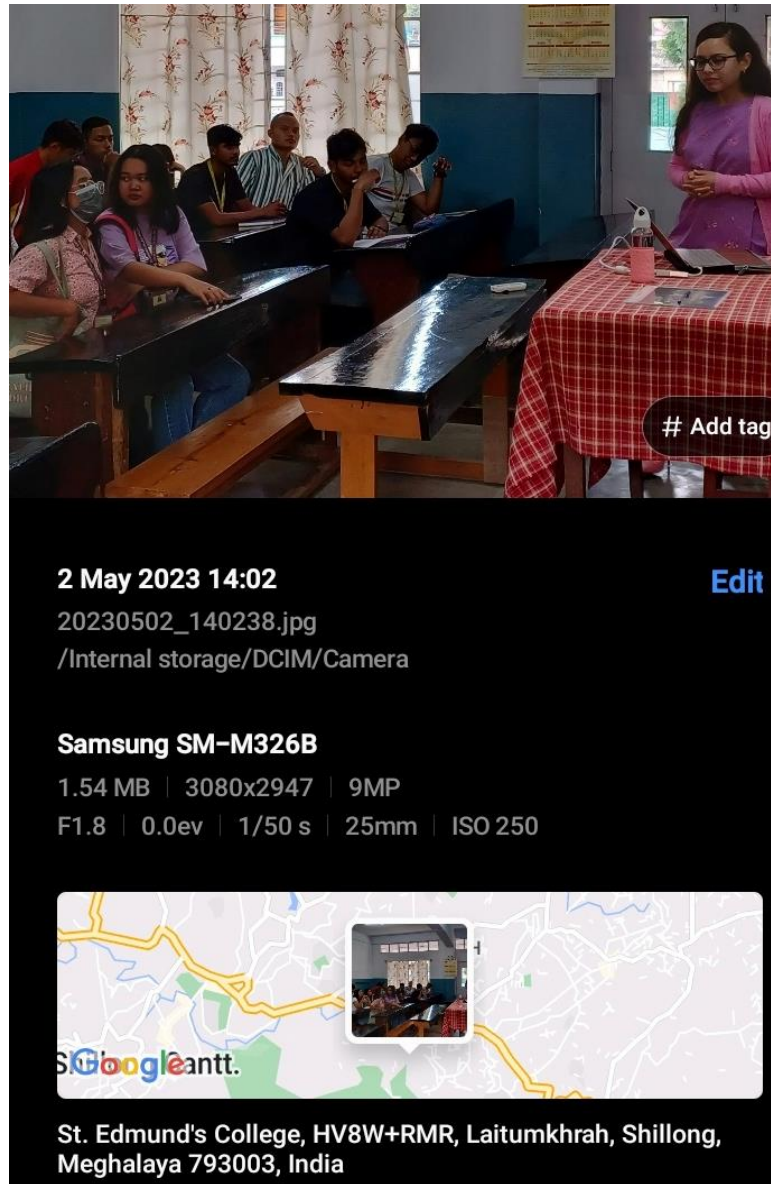 # Add tag
2 May 2023 14:02
Edit
20230502_140238.jpg
/Internal storage/DCIM/Camera
Samsung SM-M326B
1.54 MB | 3080x2947 | 9MP
F1.8 | 0.0ev | 1/50 s | 25mm | ISO 250
Google
antt.
St. Edmund's College, HV8W+RMR, Laitumkhrah, Shillong,
Meghalaya 793003, India